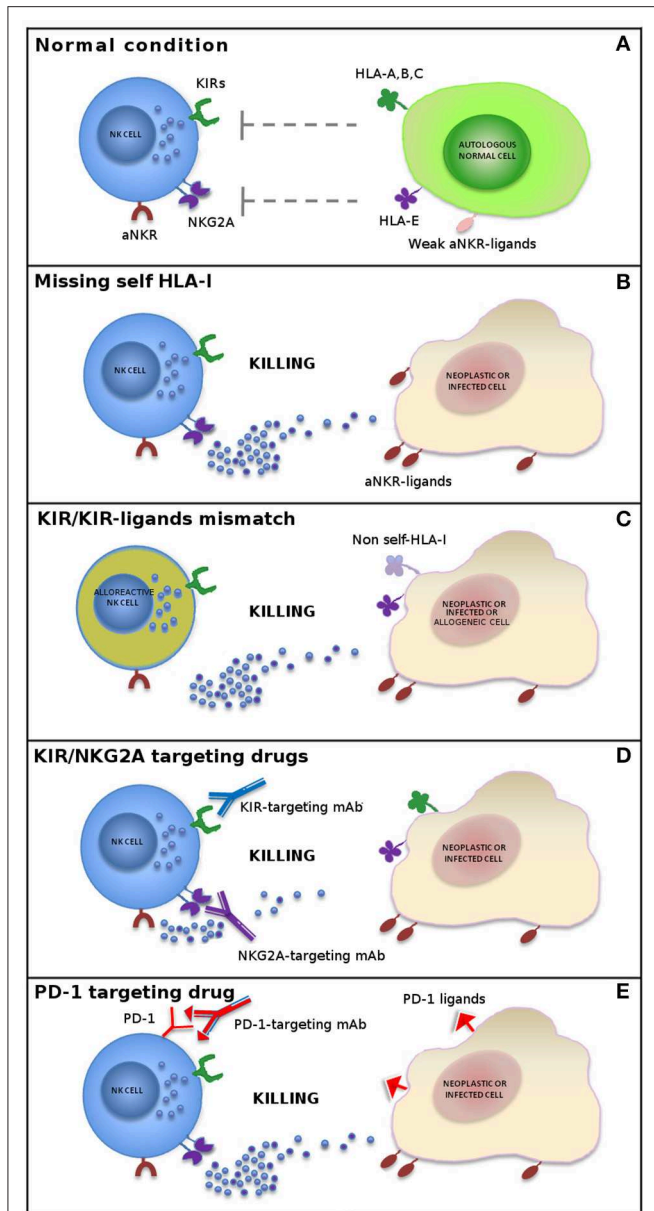 Normal condition
A
KIRs
HLA-A,B,C
NK CELL
AUTOLOGOUS
NORMAL CELL
NKG2A
HLA-E
aNKR
Weak aNKR-ligands
Missing self HLA-I
B
KILLING
NK CELL
NEOPLASTIC OR
INFECTED CELL
aNKR-ligands
KIR/KIR-ligands mismatch
C
Non self-HLA-I
ALLOREACTIVE
NK CELL
KILLING
NEOPLASTIC OR
INFECTED OR
ALLOGENEIC CELL
KIR/NKG2A targeting drugs
D
KIR-targeting mAb
NK CELL
KILLING
NEOPLASTIC OR
INFECTED CELL
NKG2A-targeting mAb
PD-1 targeting drug
E
PD-1
PD-1 ligands
PD-1-targeting mAb
NK CELL
KILLING
NEOPLASTIC OR
INFECTED CELL